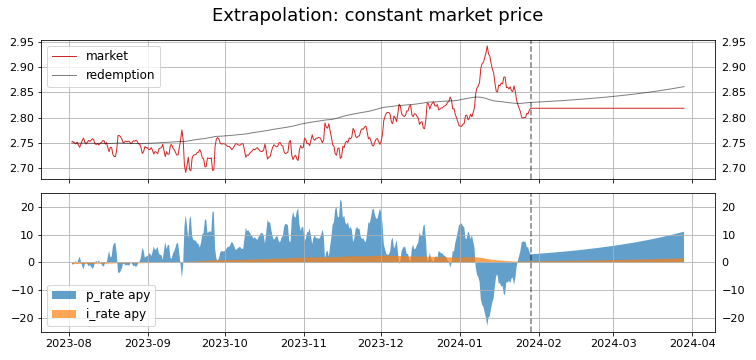 Extrapolation: constant market price
2.95 2.95
market
2.90 2.90
redemption
2.85 2.85
2.80 2.80
2.75 2.75
2.70 2.70
20 20
10 10
0 0
−10 −10
p_rate apy
i_rate apy
−20 −20
2023-08 2023-09 2023-10 2023-11 2023-12 2024-01 2024-02 2024-03 2024-04